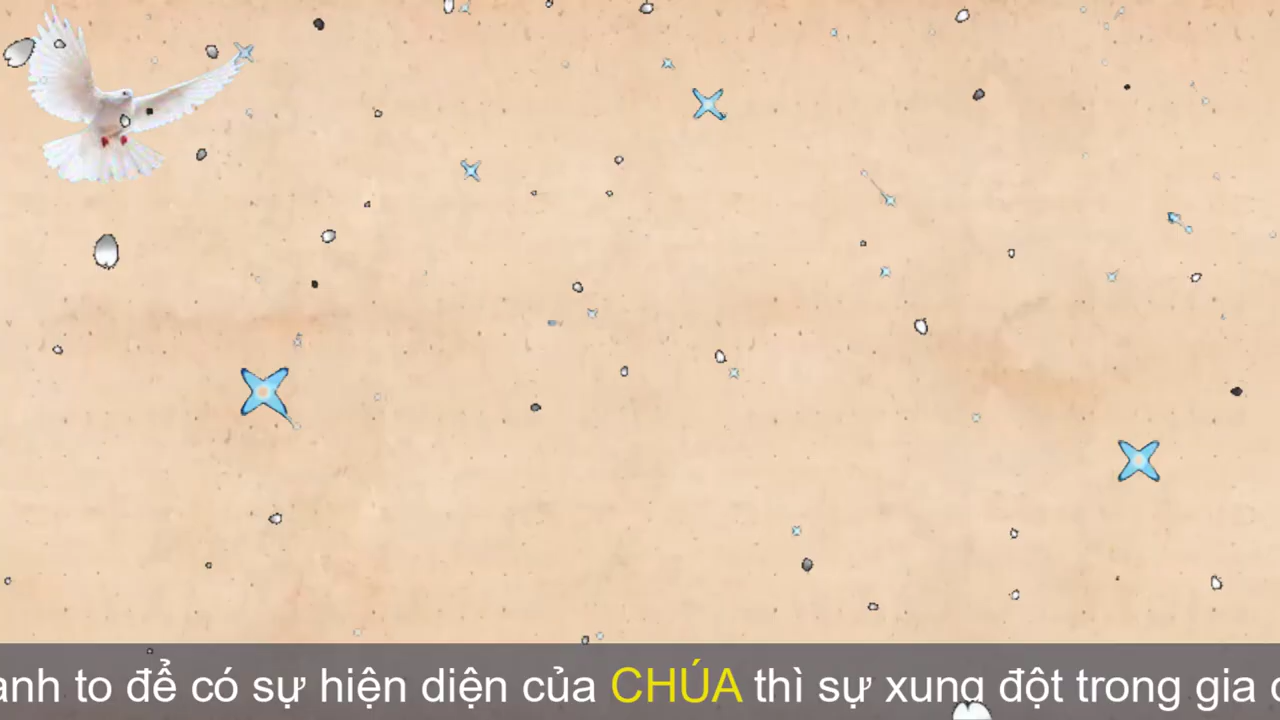 anh to để có sự hiện diện của CHÚA thì sự xung đột trong gia